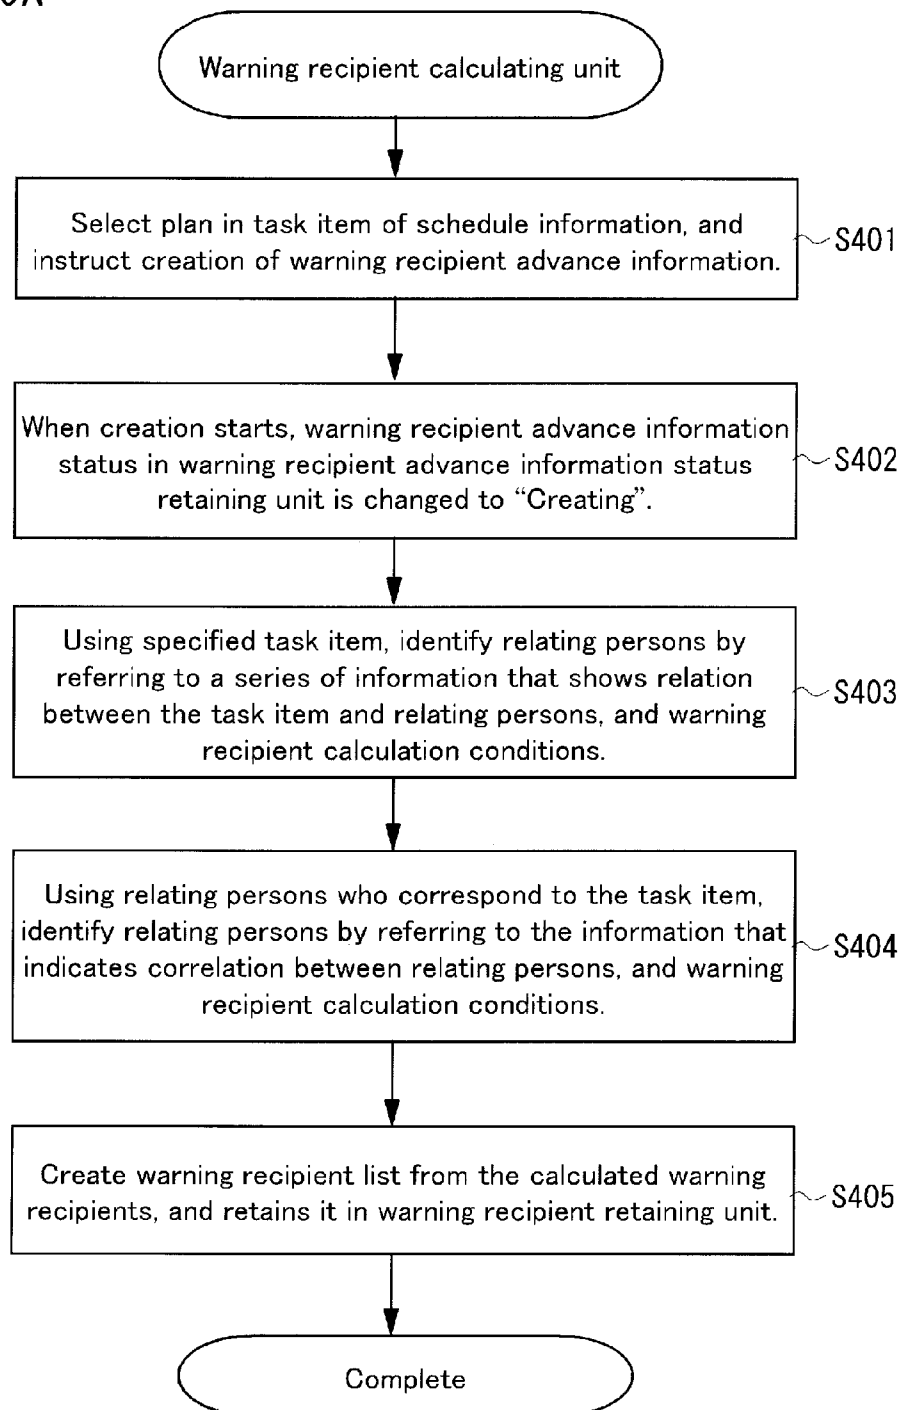 Warning recipient calculating unit
Select plan in task item of schedule information, and
instruct creation of warning recipient advance information.
S401
When creation starts, warning recipient advance information
status in warning recipient advance information status
retaining unit is changed to “Creating”.
S402
Using specified task item, identify relating persons by
referring to a series of information that shows relation
between the task item and relating persons, and warning
recipient calculation conditions.
S403
Using relating persons who correspond to the task item,
identify relating persons by referring to the information that
indicates correlation between relating persons, and warning
recipient calculation conditions.
S404
Create warning recipient list from the calculated warning
recipients, and retains it in warning recipient retaining unit.
S405
Complete